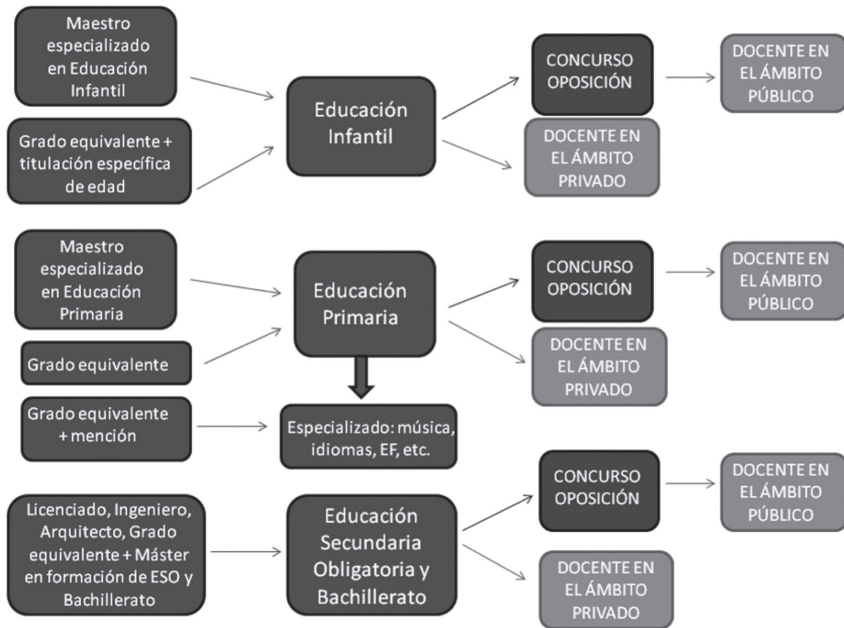 Maestro
especializado
en Educación
Infantil
Grado equivalente +
titulación específica
de edad
Educación
Infantil
CONCURSO
OPOSICIÓN
DOCENTE EN
EL ÁMBITO
PÚBLICO
DOCENTE EN
EL ÁMBITO
PRIVADO
Maestro
especializado
en Educación
Primaria
Grado equivalente
Grado equivalente
+ mención
Educación
Primaria
Especializado: música,
idiomas, EF, etc.
CONCURSO
OPOSICIÓN
DOCENTE EN
EL ÁMBITO
PÚBLICO
DOCENTE EN
EL ÁMBITO
PRIVADO
Licenciado, Ingeniero,
Arquitecto, Grado
equivalente + Máster
en formación de ESO y
Bachillerato
Educación
Secundaria
Obligatoria y
Bachillerato
CONCURSO
OPOSICIÓN
DOCENTE EN
EL ÁMBITO
PÚBLICO
DOCENTE EN
EL ÁMBITO
PRIVADO